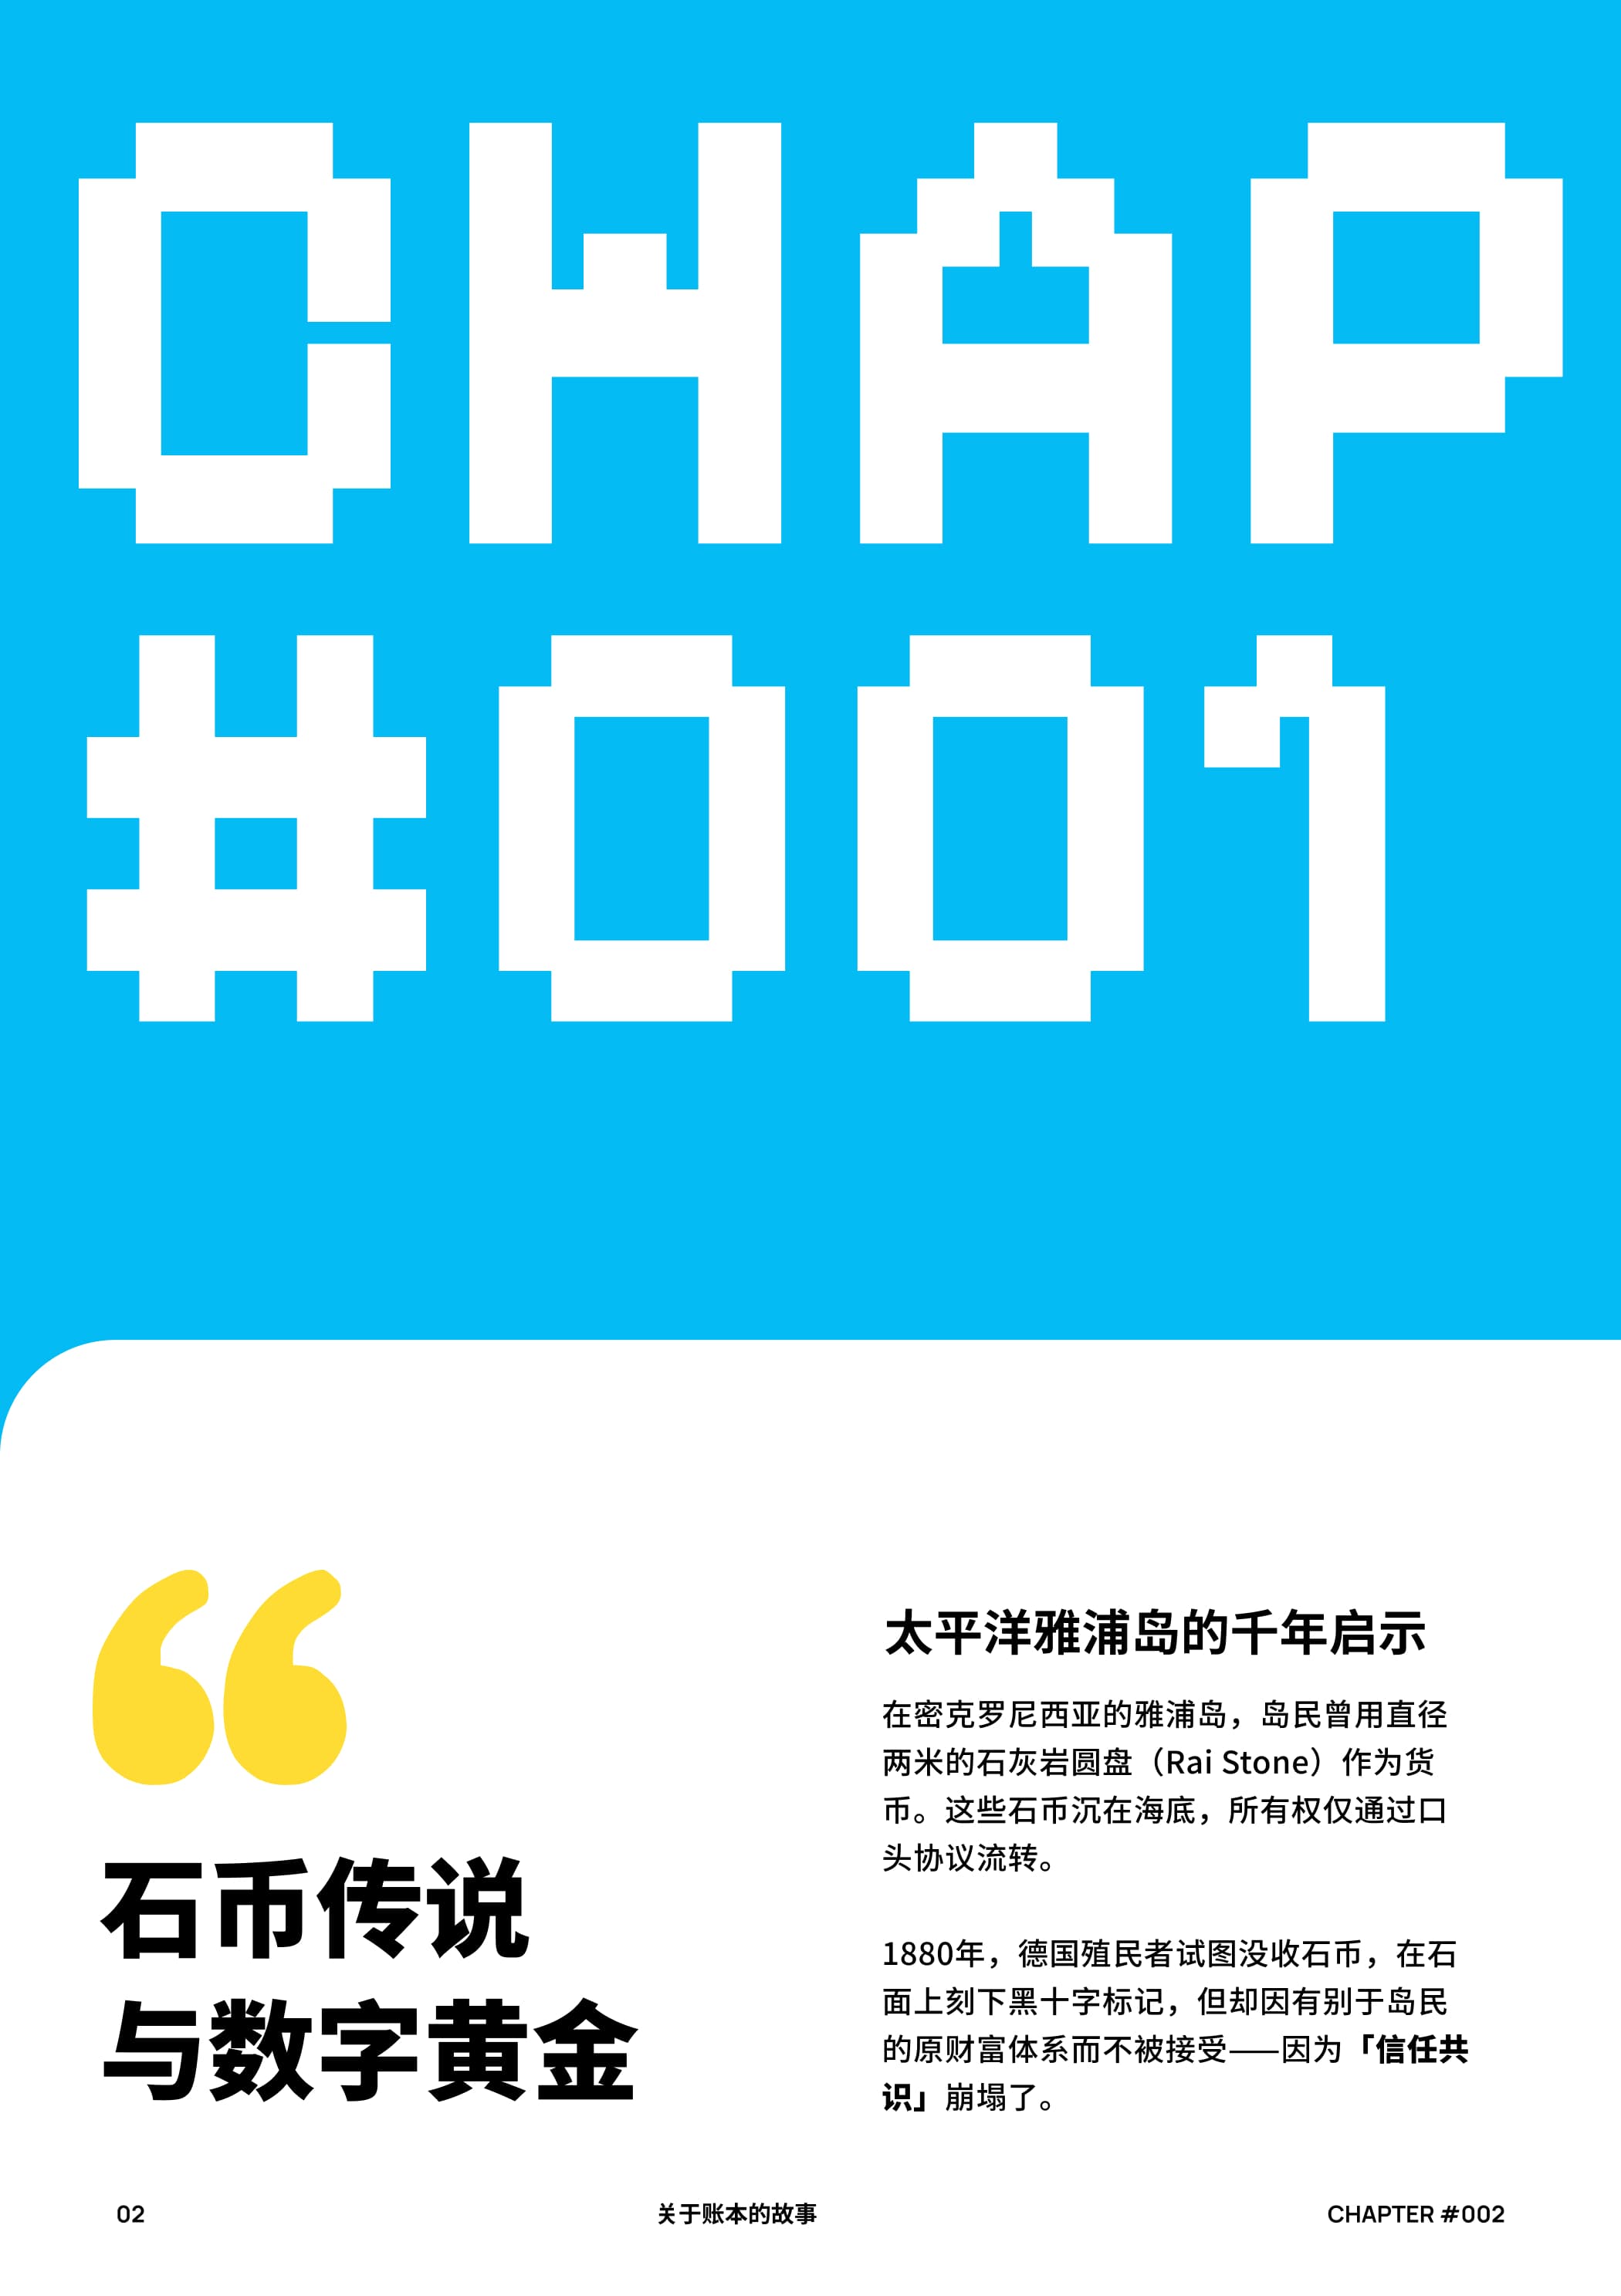 CHAP
#001
石币传说
与数字黄金
太平洋雅浦岛的千年启示
在密克罗尼西亚的雅浦岛，岛民曾用直径
两米的石灰岩圆盘（Rai Stone）作为货
币。这些石币沉在海底，所有权仅通过口
头协议流转。
1880年，德国殖民者试图没收石币，在石
面上刻下黑十字标记，但却因有别于岛民
的原财富体系而不被接受——因为「信任共
识」崩塌了。
02
关于账本的故事
CHAPTER #002